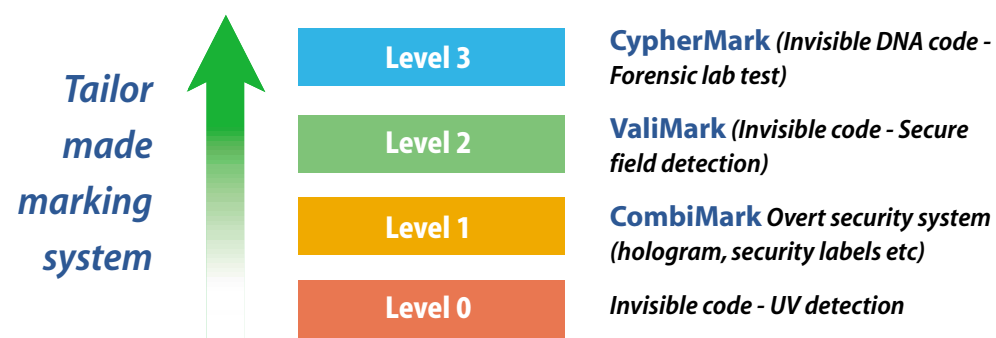 Tailor
made
marking
system
Level 3
CypherMark (Invisible DNA code -
Forensic lab test)
Level 2
ValiMark (Invisible code - Secure
field detection)
Level 1
CombiMark Overt security system
(hologram, security labels etc)
Level 0
Invisible code - UV detection